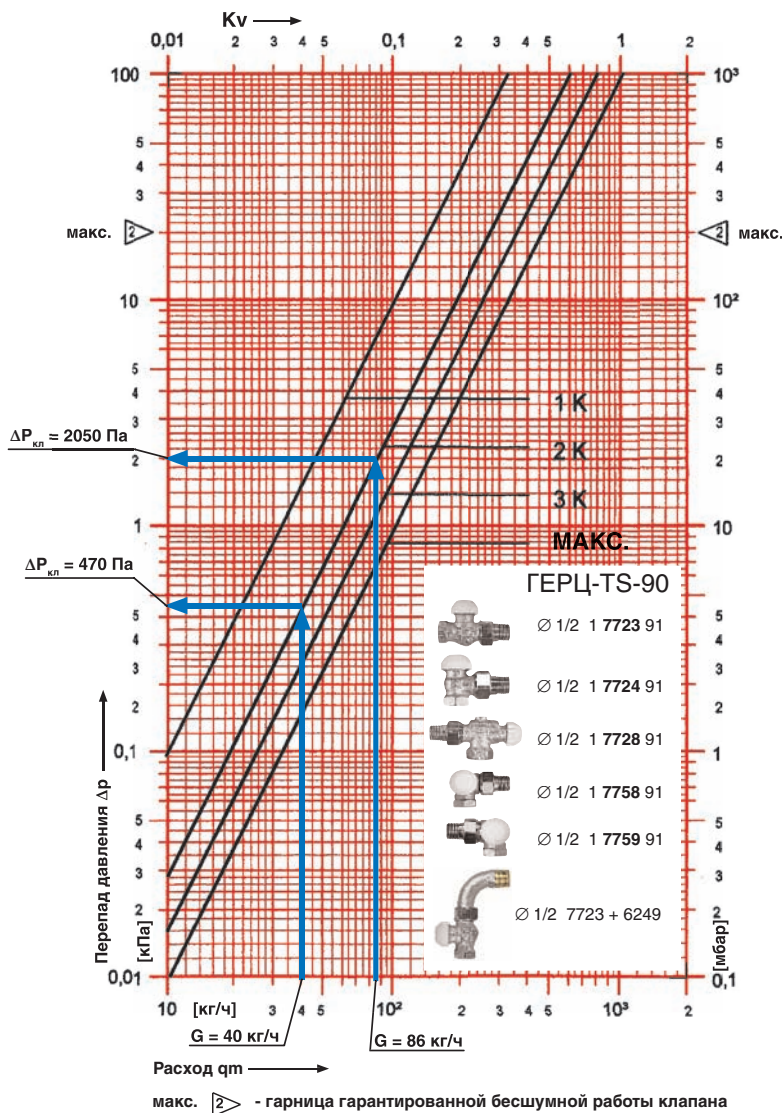 Kv
0,01 2 3 4 5 0,1 2 3 4 5 1 2
100 10³
5 5
4 4
3 3
макс. 2 2 макс.
10 10²
5 5
4 4
3 3
1 K
ΔPкл = 2050 Па
2 2
2 K
3 K
1 10
МАКС.
ΔPкл = 470 Па
ГЕРЦ-TS-90
5
4
3
2
Ø 1/2 1 7723 91
Ø 1/2 1 7724 91
Ø 1/2 1 7728 91
0,1 1
Ø 1/2 1 7758 91
5 5
Ø 1/2 1 7759 91
4 4
3 3
Ø 1/2 7723 + 6249
2 2
Перепад давления Δp
[кПа] [мбар]
0,01 0,1
10 [кг/ч] 3 4 5 10² 2 3 4 5 10³ 2
G = 40 кг/ч G = 86 кг/ч
Расход qm
макс. 2 - гарница гарантированной бесшумной работы клапана